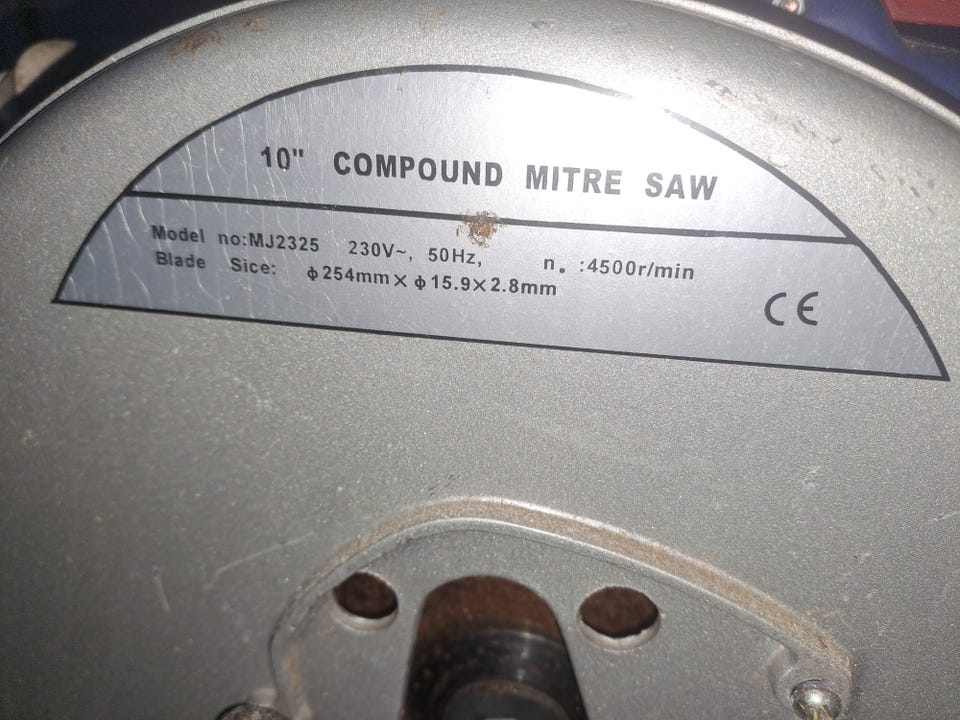 10" COMPOUND MITRE SAW
Model no:MJ2325 230V~, 50Hz, n。:4500r/min
Blade Sice: ϕ254mm×ϕ15.9×2.8mm
CE